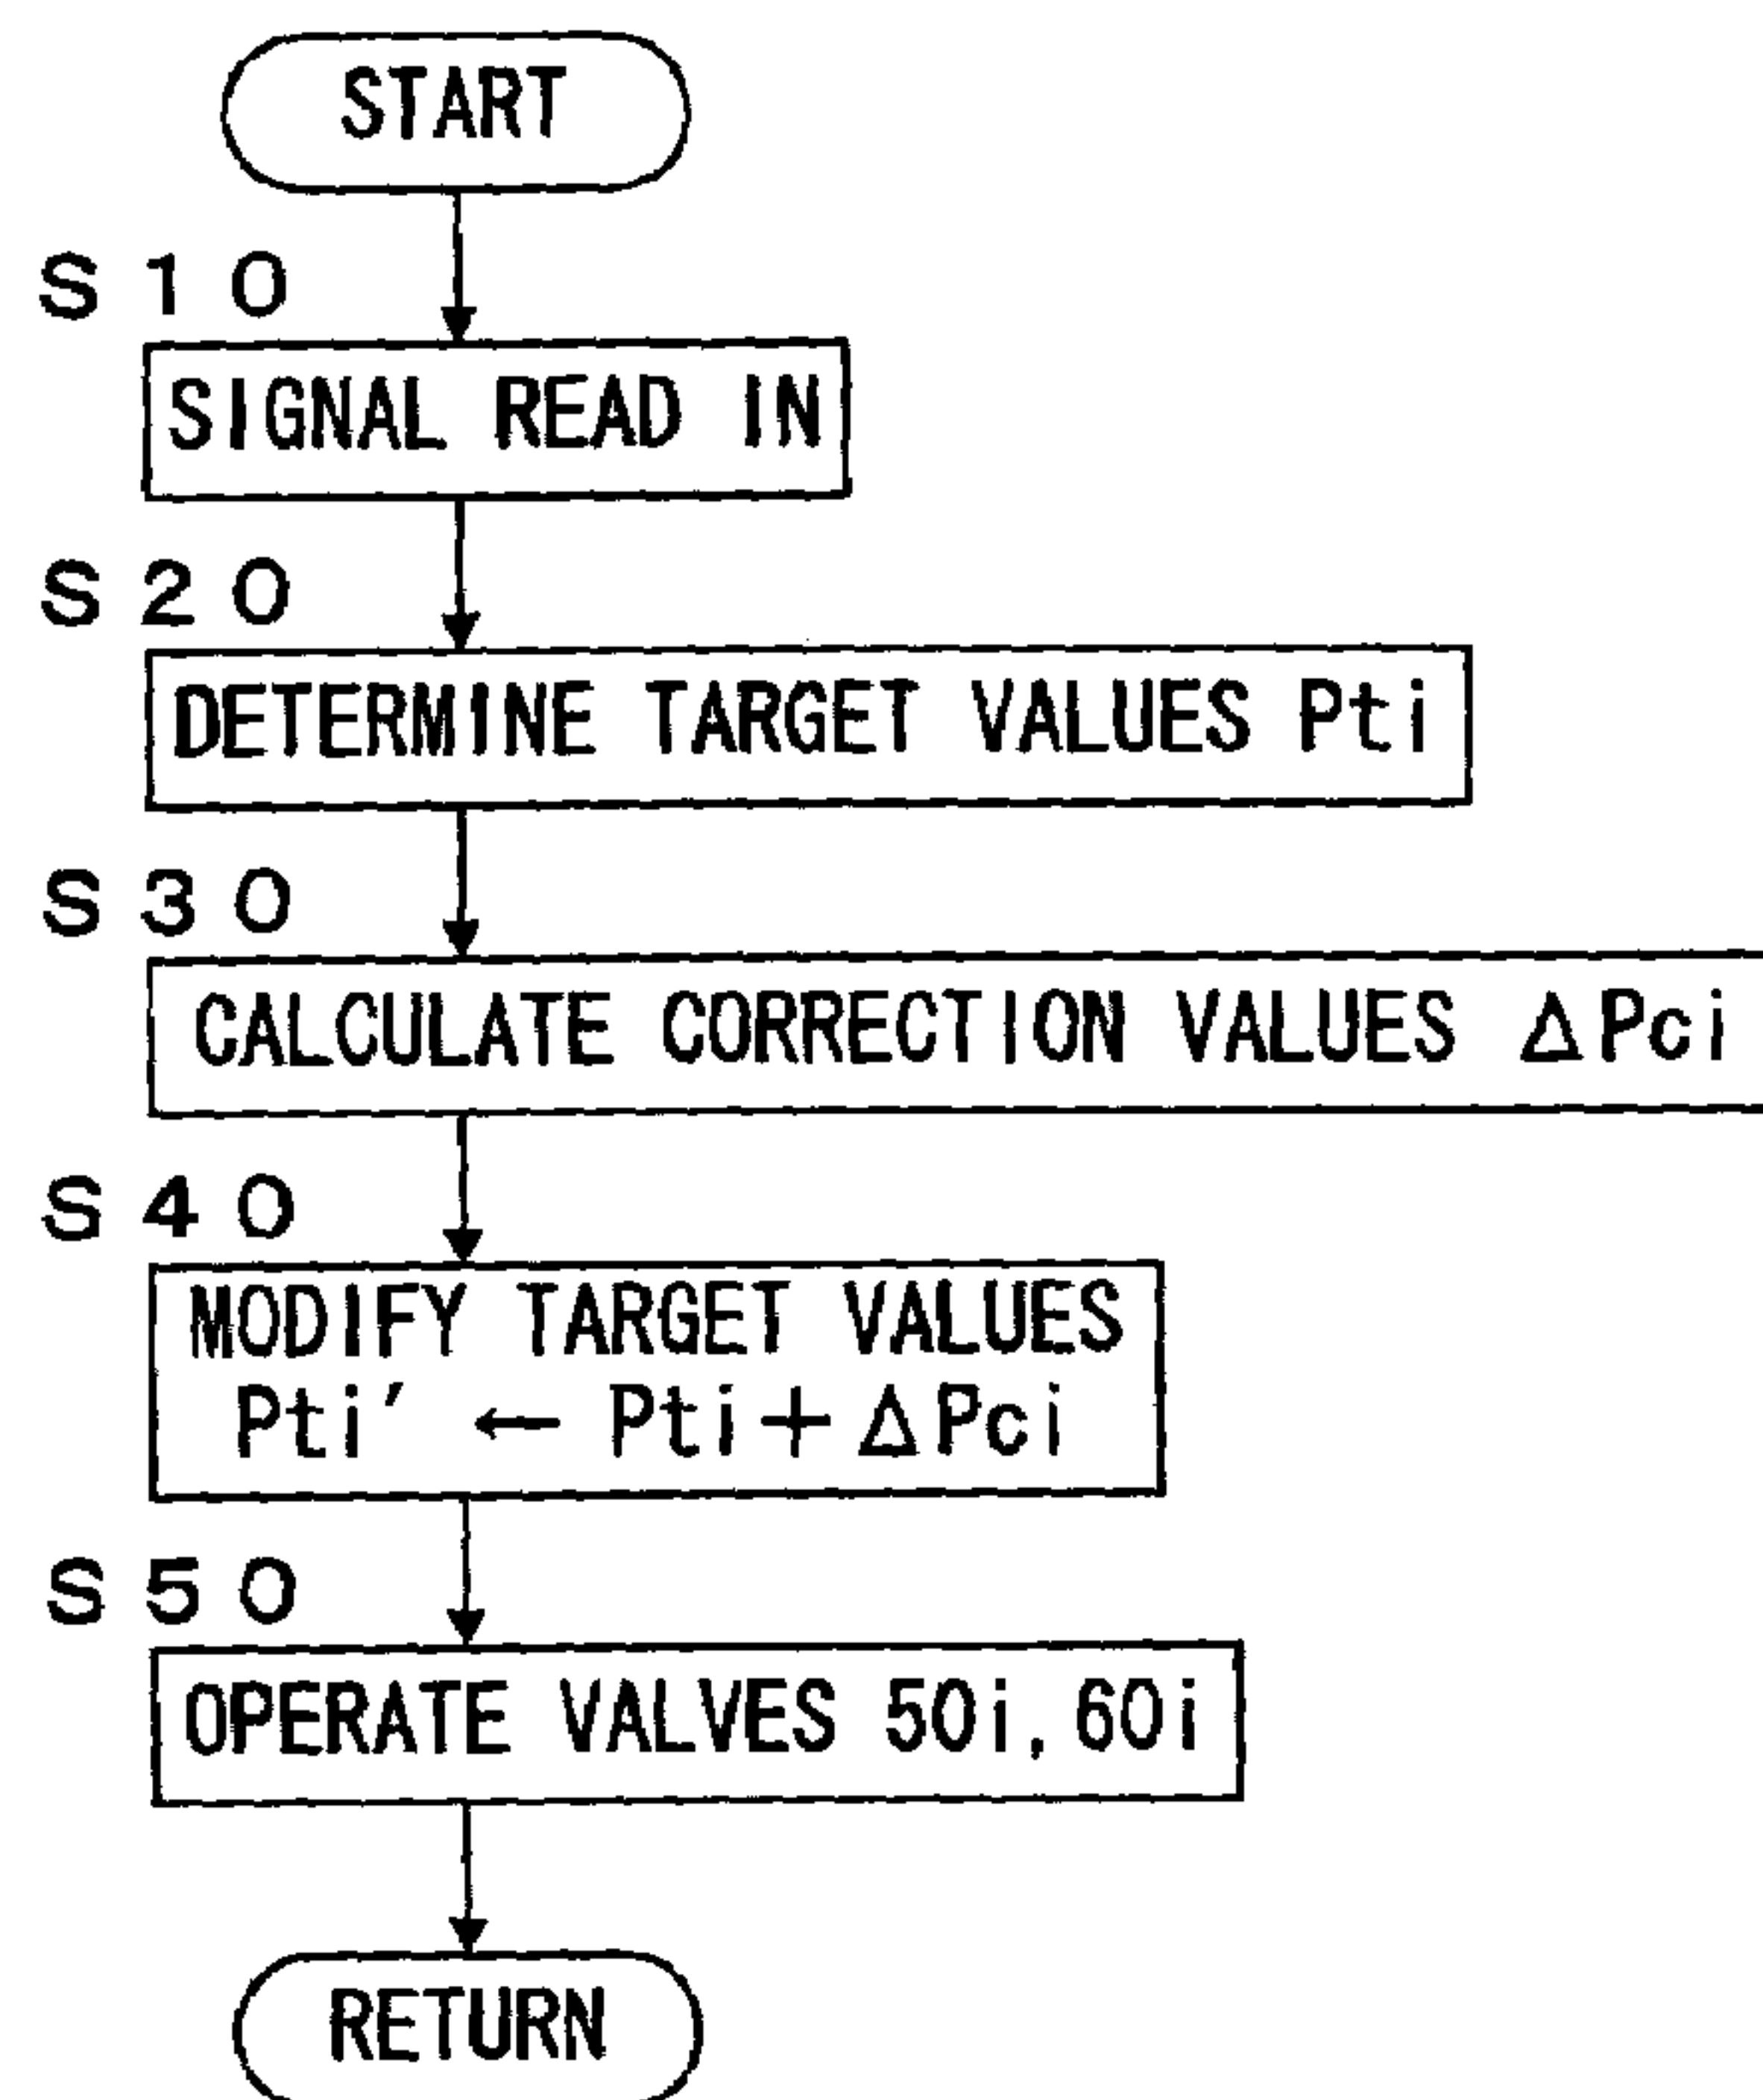 START
S10
SIGNAL READ IN
S20
DETERMINE TARGET VALUES Pti
S30
CALCULATE CORRECTION VALUES ΔPci
S40
MODIFY TARGET VALUES
Pti′ ← Pti+ΔPci
S50
OPERATE VALVES 50i, 60i
RETURN